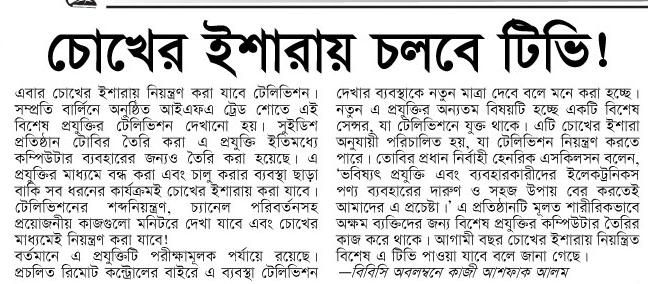 চোখের ইশারায় চলবে টিভি!
এবার চোখের ইশারায় নিয়ন্ত্রণ করা যাবে টেলিভিশন।
সম্প্রতি বার্লিনে অনুষ্ঠিত আইএফএ ট্রেড শোতে এই
বিশেষ প্রযুক্তির টেলিভিশন দেখানো হয়। সুইডিশ
প্রতিষ্ঠান টোবির তৈরি করা এ প্রযুক্তি ইতিমধ্যে
কম্পিউটার ব্যবহারের জন্যও তৈরি করা হয়েছে। এ
প্রযুক্তির মাধ্যমে বন্ধ করা এবং চালু করার ব্যবস্থা ছাড়া
বাকি সব ধরনের কার্যক্রমই চোখের ইশারায় করা যাবে।
টেলিভিশনের শব্দনিয়ন্ত্রণ, চ্যানেল পরিবর্তনসহ
প্রয়োজনীয় কাজগুলো মনিটরে দেখা যাবে এবং চোখের
মাধ্যমেই নিয়ন্ত্রণ করা যাবে!
বর্তমানে এ প্রযুক্তিটি পরীক্ষামূলক পর্যায়ে রয়েছে।
প্রচলিত রিমোট কন্ট্রোলের বাইরে এ ব্যবস্থা টেলিভিশন
দেখার ব্যবস্থাকে নতুন মাত্রা দেবে বলে মনে করা হচ্ছে।
নতুন এ প্রযুক্তির অন্যতম বিষয়টি হচ্ছে একটি বিশেষ
সেন্সর, যা টেলিভিশনে যুক্ত থাকে। এটি চোখের ইশারা
অনুযায়ী পরিচালিত হয়, যা টেলিভিশন নিয়ন্ত্রণ করতে
পারে। তোবির প্রধান নির্বাহী হেনরিক এসকিলসন বলেন,
'ভবিষ্যৎ প্রযুক্তি এবং ব্যবহারকারীদের ইলেকট্রনিকস
পণ্য ব্যবহারের দারুণ ও সহজ উপায় বের করতেই
আমাদের এ প্রচেষ্টা।' এ প্রতিষ্ঠানটি মূলত শারীরিকভাবে
অক্ষম ব্যক্তিদের জন্য বিশেষ প্রযুক্তির কম্পিউটার তৈরির
কাজ করে থাকে। আগামী বছর চোখের ইশারায় নিয়ন্ত্রিত
বিশেষ এ টিভি পাওয়া যাবে বলে জানা গেছে।
—বিবিসি অবলম্বনে কাজী আশফাক আলম